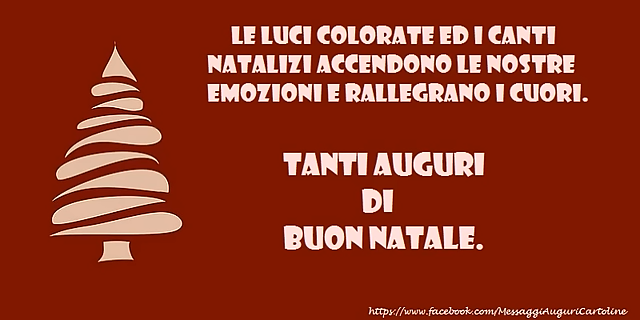 LE LUCI COLORATE ED I CANTI
NATALIZI ACCENDONO LE NOSTRE
EMOZIONI E RALLEGRANO I CUORI.
TANTI AUGURI
DI
BUON NATALE.
https://www.facebook.com/MessaggiAuguriCartoline